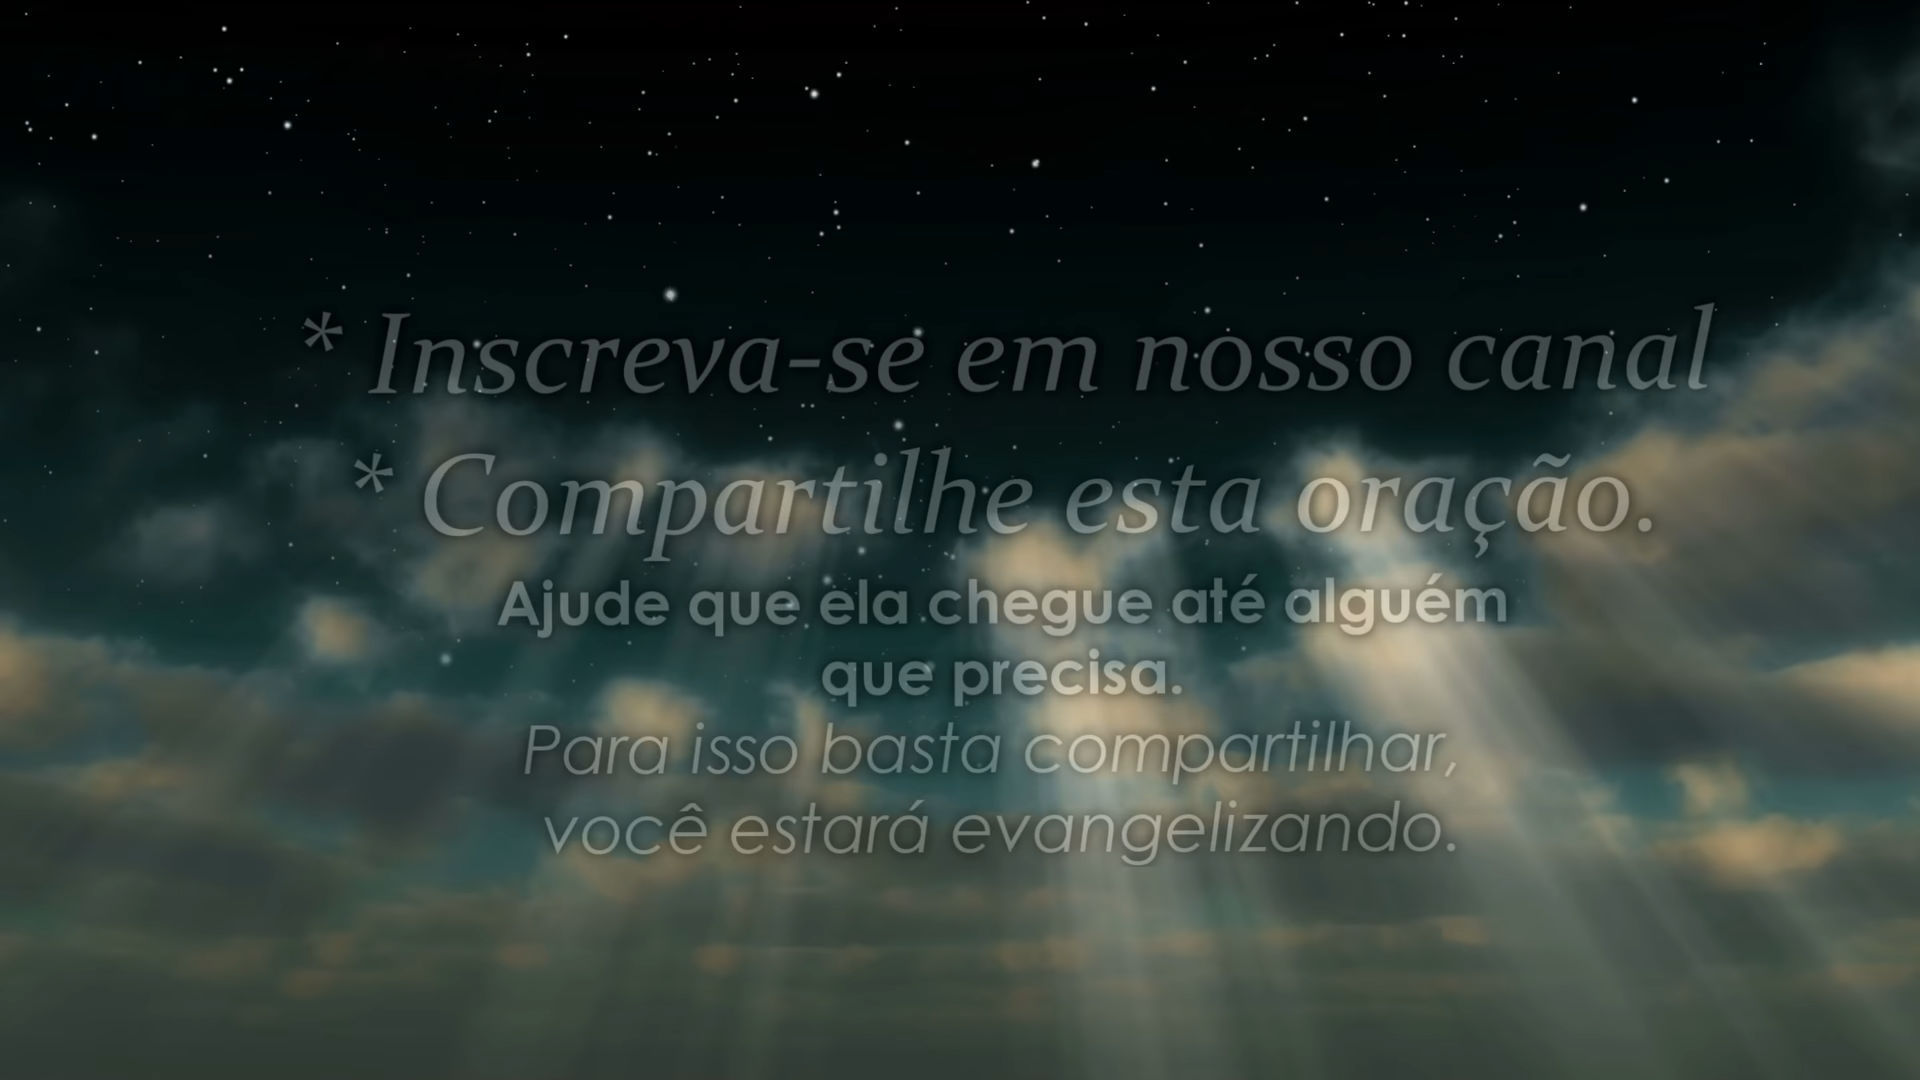 * Inscreva-se em nosso canal
* Compartilhe esta oração.
Ajude que ela chegue até alguém
que precisa.
Para isso basta compartilhar,
você estará evangelizando.